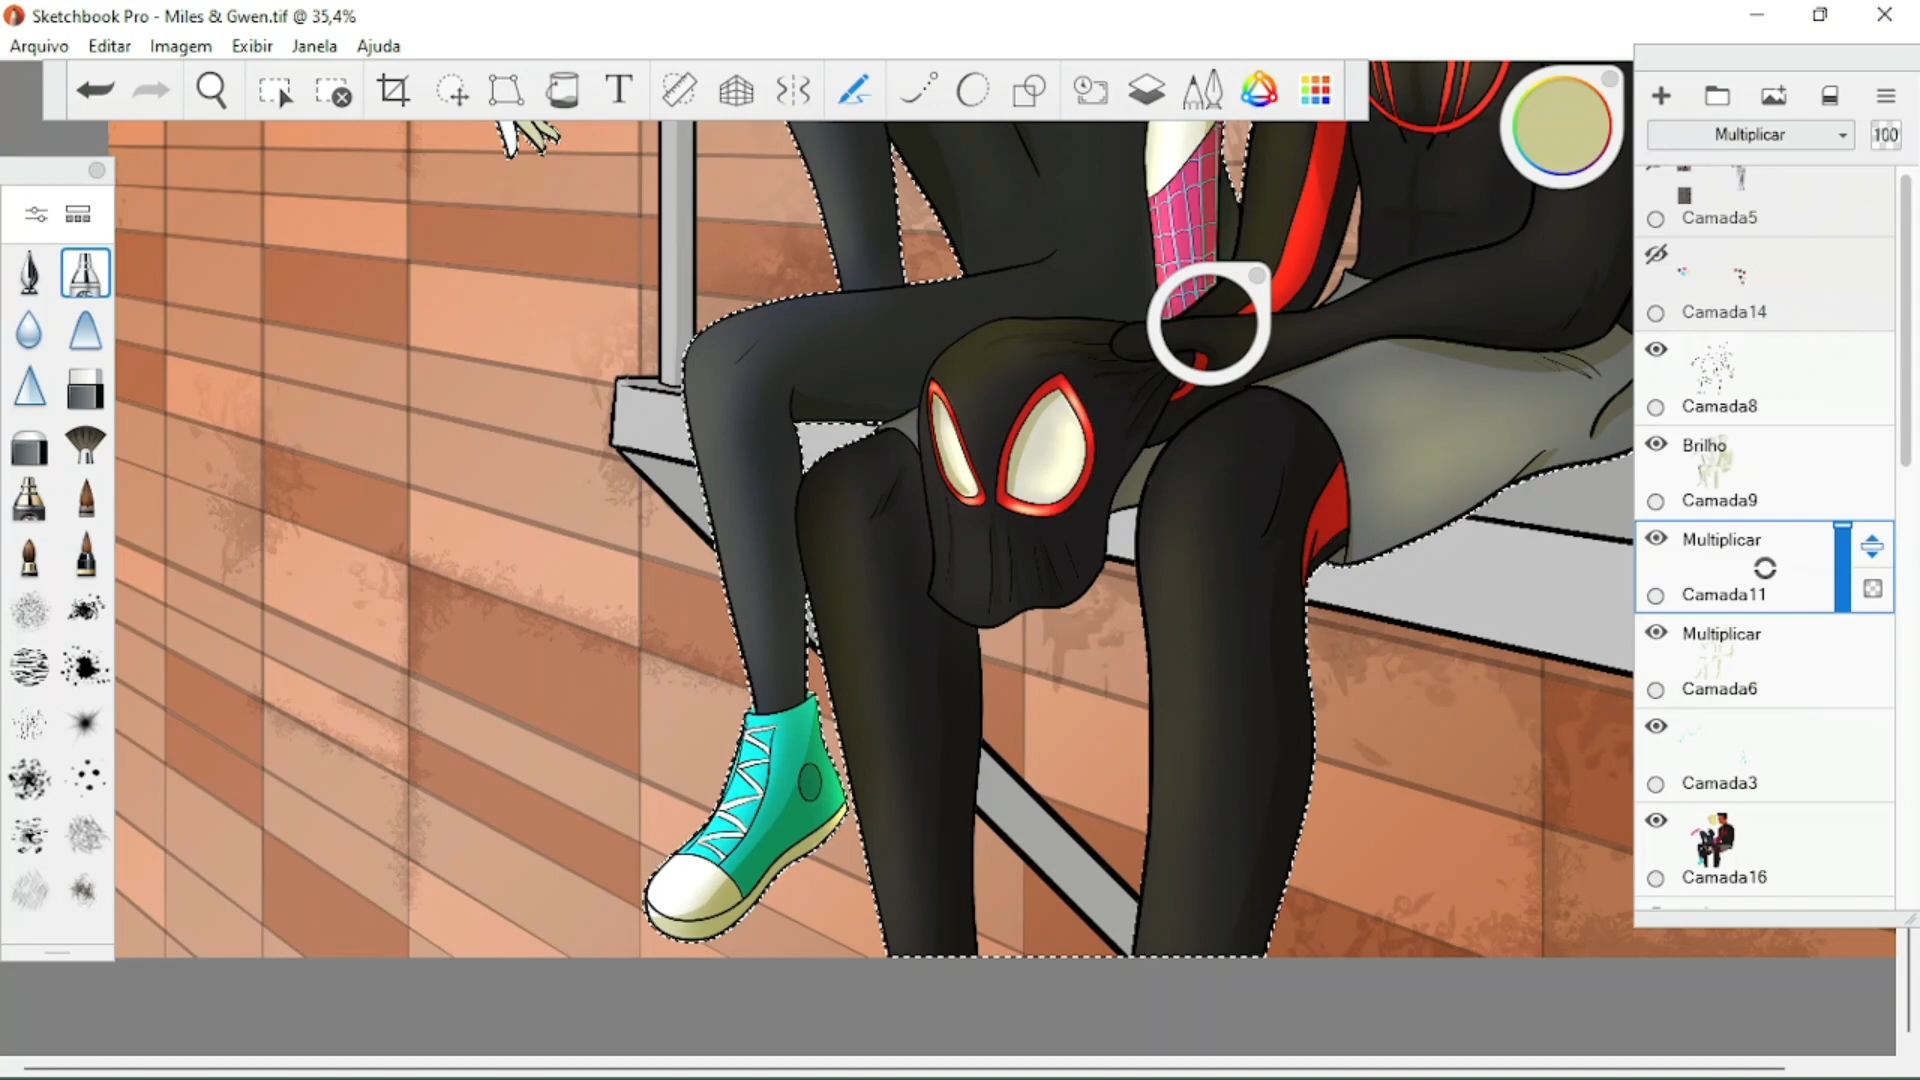 Sketchbook Pro - Miles & Gwen.tif @ 35,4%
Arquivo Editar Imagem Exibir Janela Ajuda
T
Multiplicar 100
Camada5
Camada14
Camada8
Brilho
Camada9
Multiplicar
Camada11
Multiplicar
Camada6
Camada3
Camada16